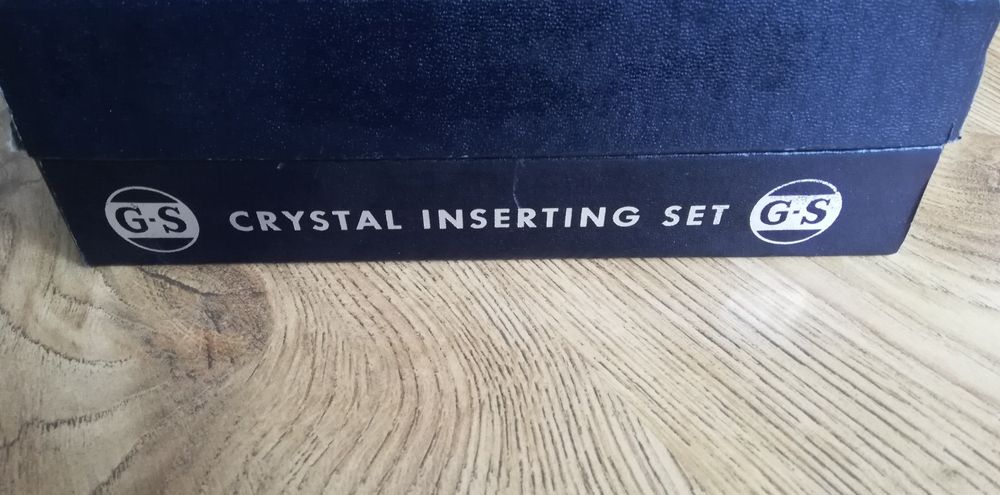 G-S CRYSTAL INSERTING SET G-S